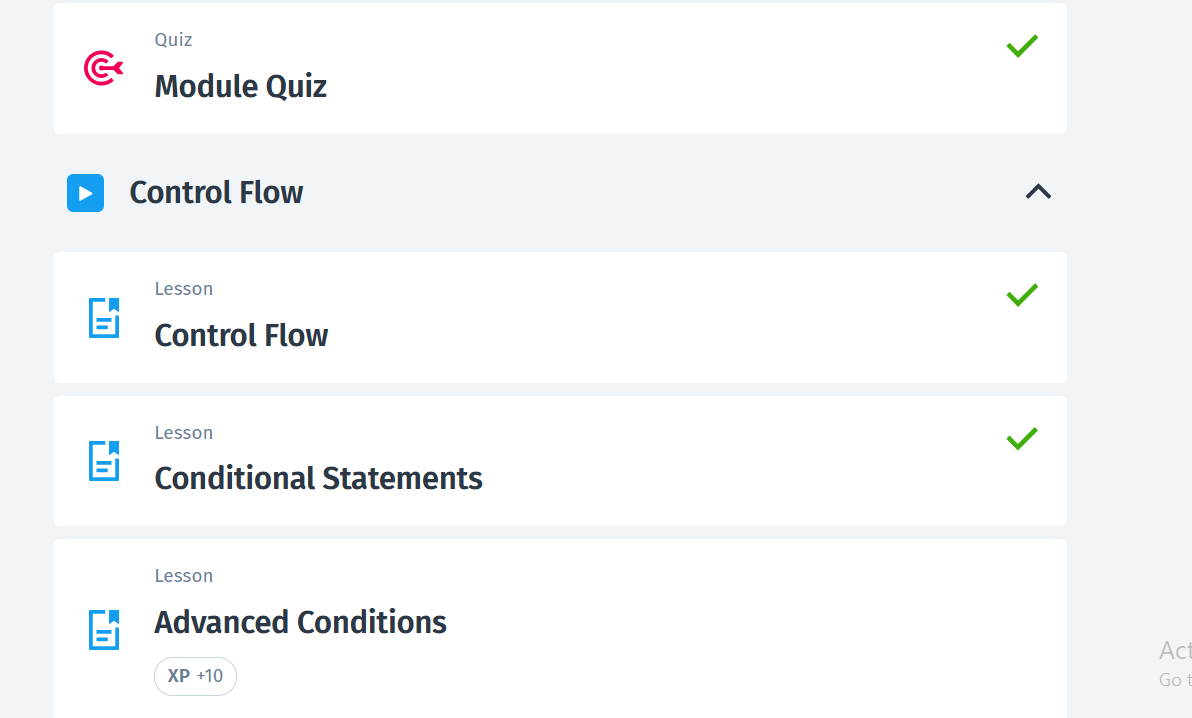 Quiz
Module Quiz
Control Flow
Lesson
Control Flow
Lesson
Conditional Statements
Lesson
Advanced Conditions
XP +10
Act
Go t